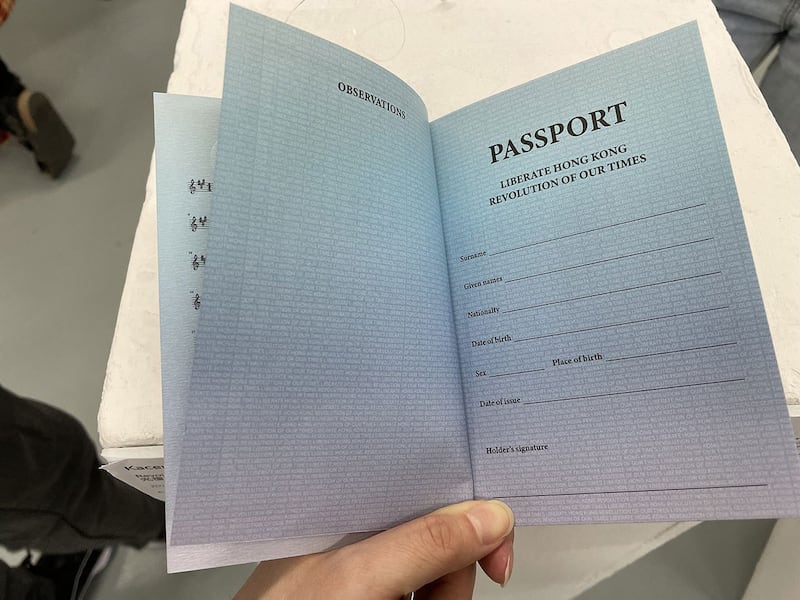 OBSERVATIONS
PASSPORT
LIBERATE HONG KONG
REVOLUTION OF OUR TIMES
Surname
Given names
Nationality
Date of birth
Sex
Place of birth
Date of issue
Holder's signature